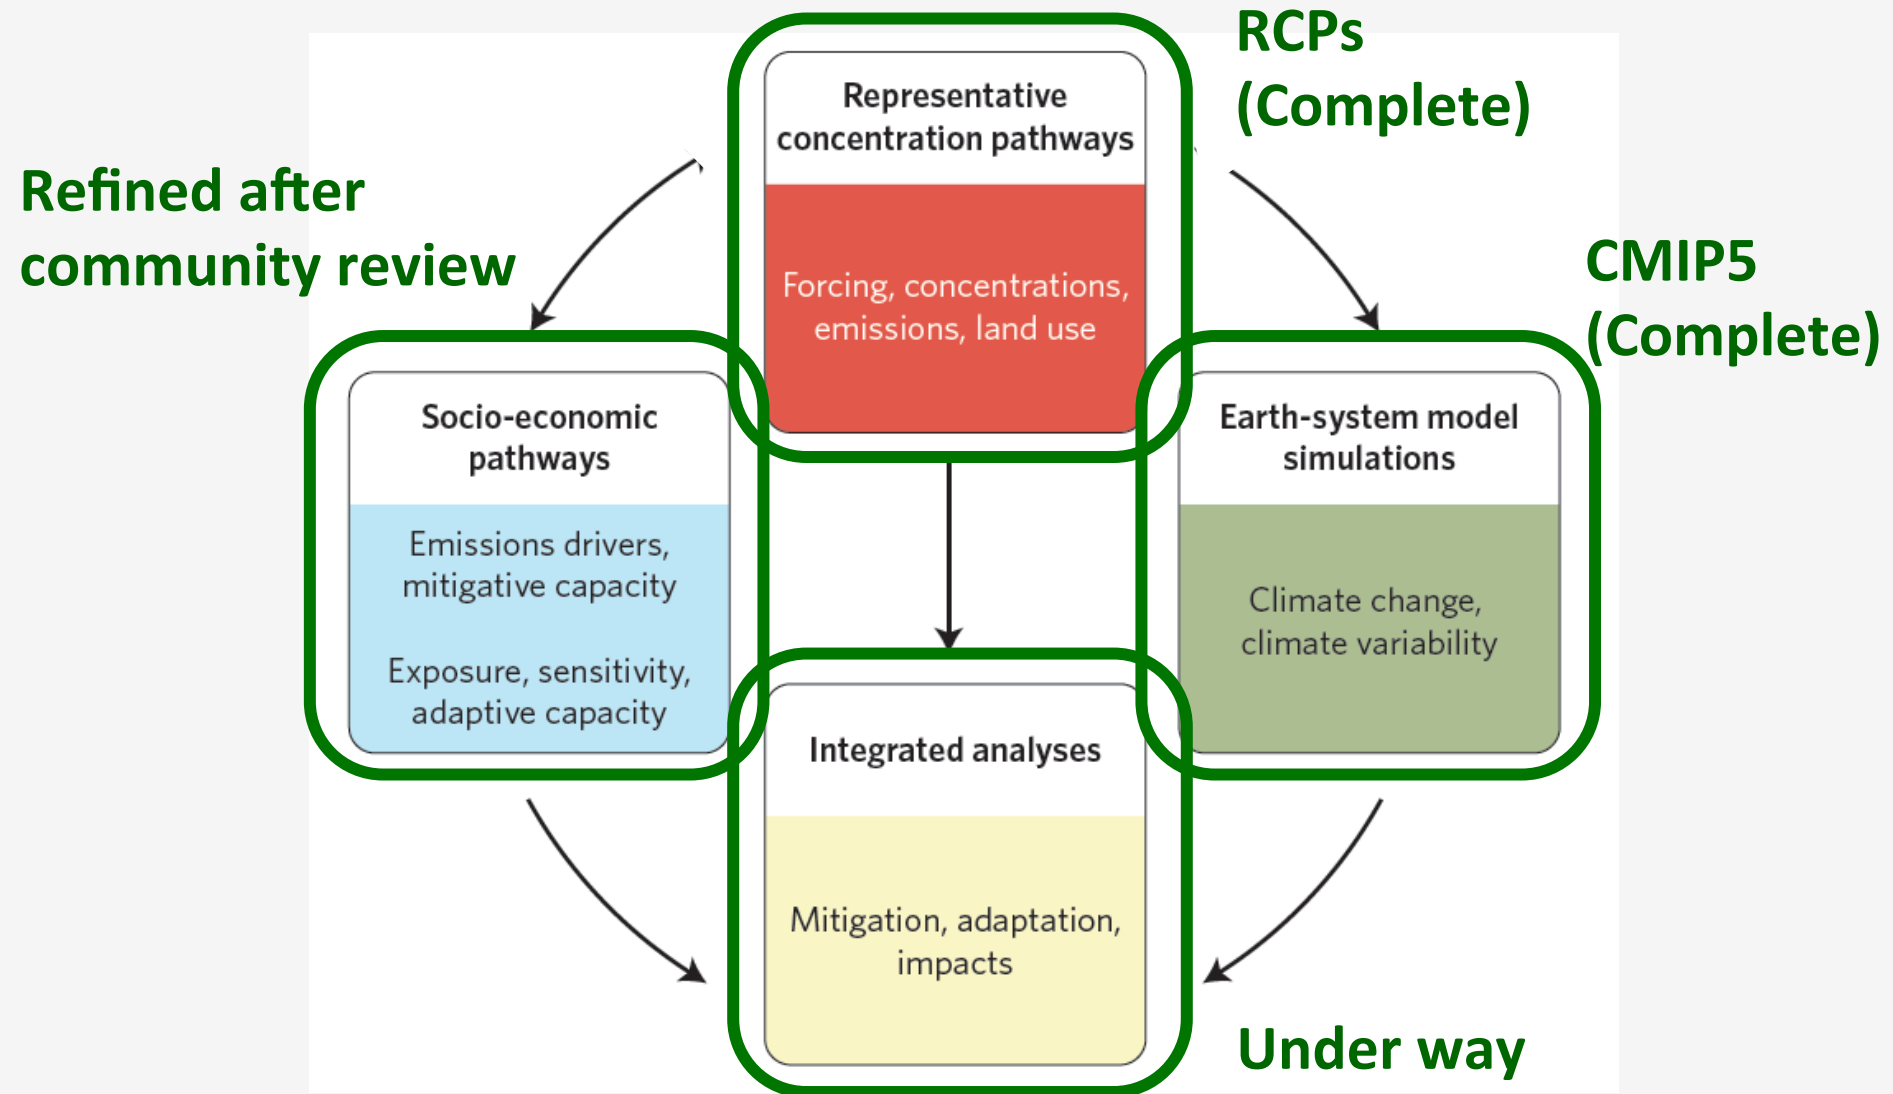 RCPs
(Complete)
Representative
concentration pathways
Forcing, concentrations,
emissions, land use
Refined after
community review
CMIP5
(Complete)
Socio-economic
pathways
Emissions drivers,
mitigative capacity
Exposure, sensitivity,
adaptive capacity
Earth-system model
simulations
Climate change,
climate variability
Integrated analyses
Mitigation, adaptation,
impacts
Under way